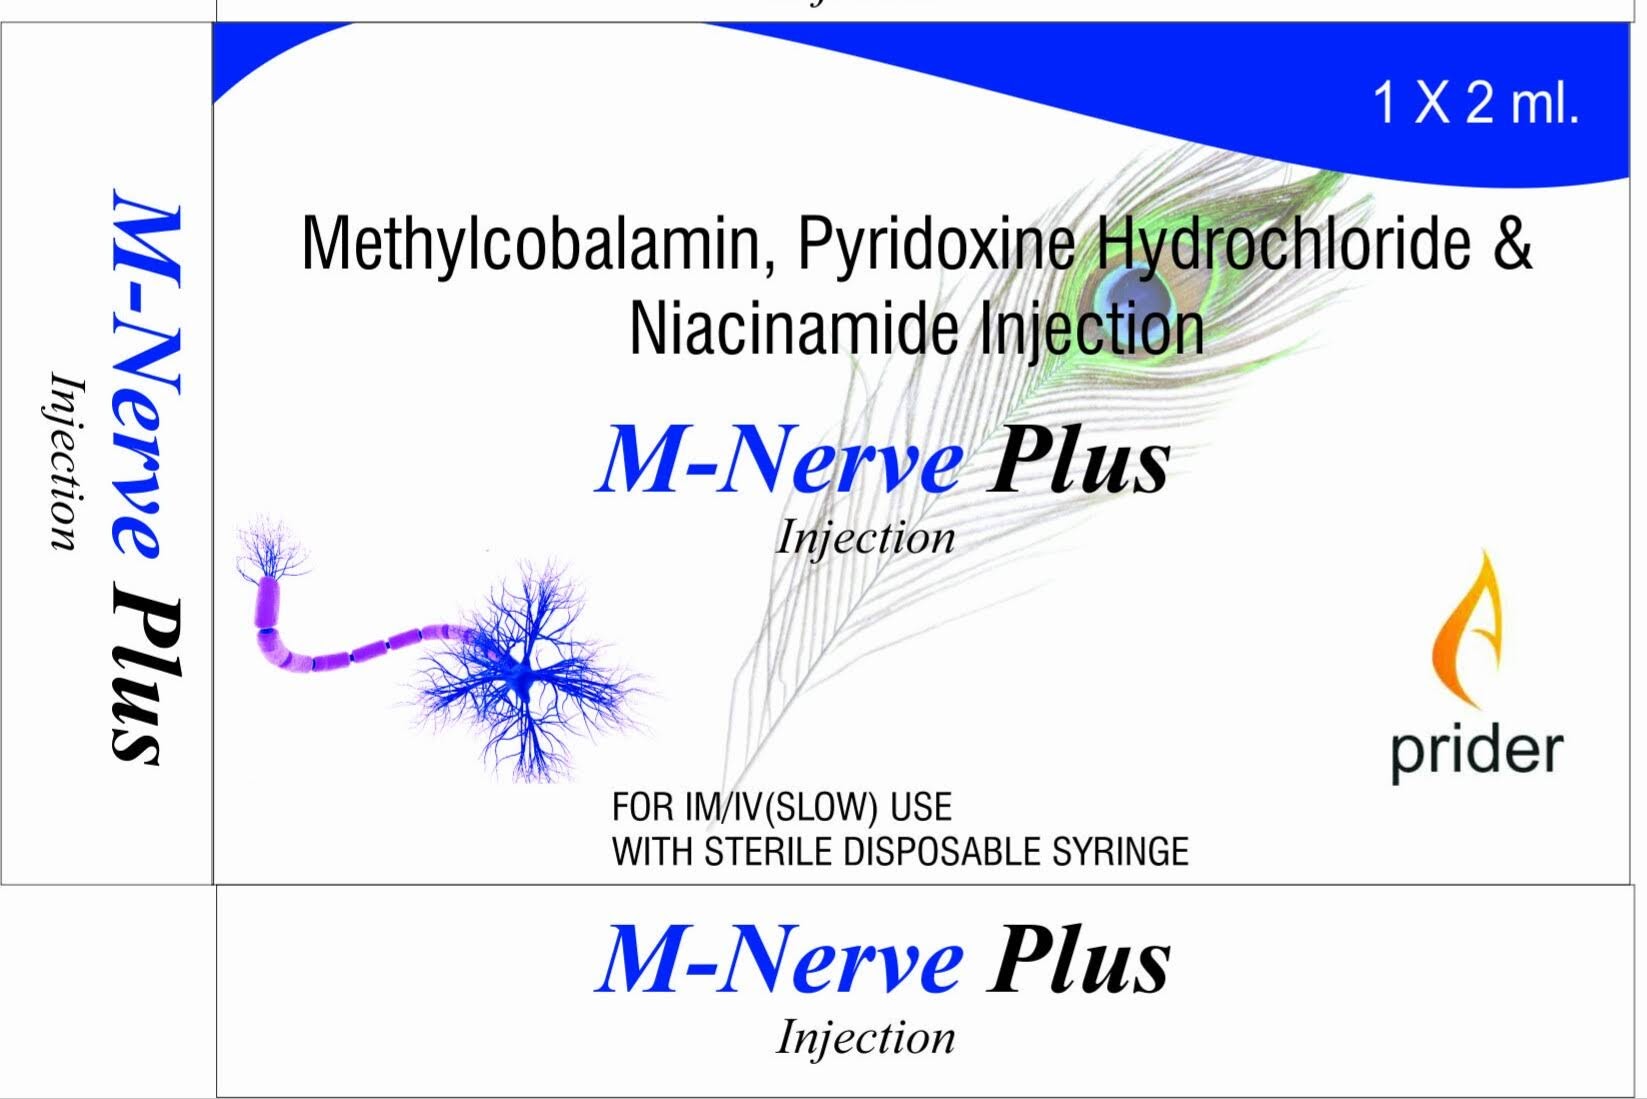 1 X 2 ml.
Methylcobalamin, Pyridoxine Hydrochloride &
Niacinamide Injection
M-Nerve Plus
Injection
prider
FOR IM/IV(SLOW) USE
WITH STERILE DISPOSABLE SYRINGE
M-Nerve Plus
Injection
M-Nerve Plus
Injection